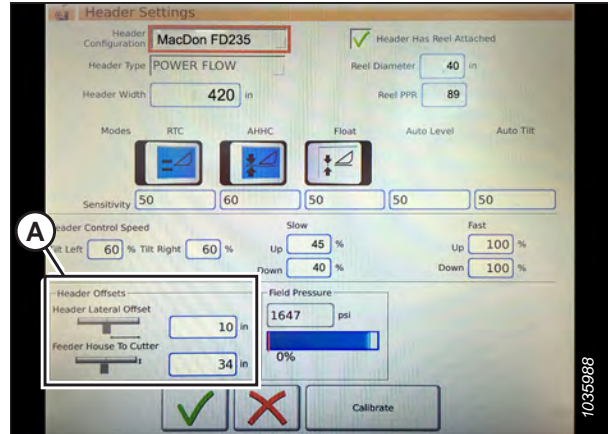 Header Settings
Header Configuration
MacDon FD235
Header Has Reel Attached
Header Type
POWER FLOW
Reel Diameter
40
in
Header Width
420
in
Reel PPR
89
Modes
RTC
AHHC
Float
Auto Level
Auto Tilt
Sensitivity
50
60
50
50
50
A
eader Control Speed
Slow
Fast
ilt Left
60
%
Tilt Right
60
%
Up
45
%
Up
100
%
Down
40
%
Down
100
%
Header Offsets
Field Pressure
Header Lateral Offset
10
in
1647
psi
Feeder House To Cutter
34
in
0%
Calibrate
1035988